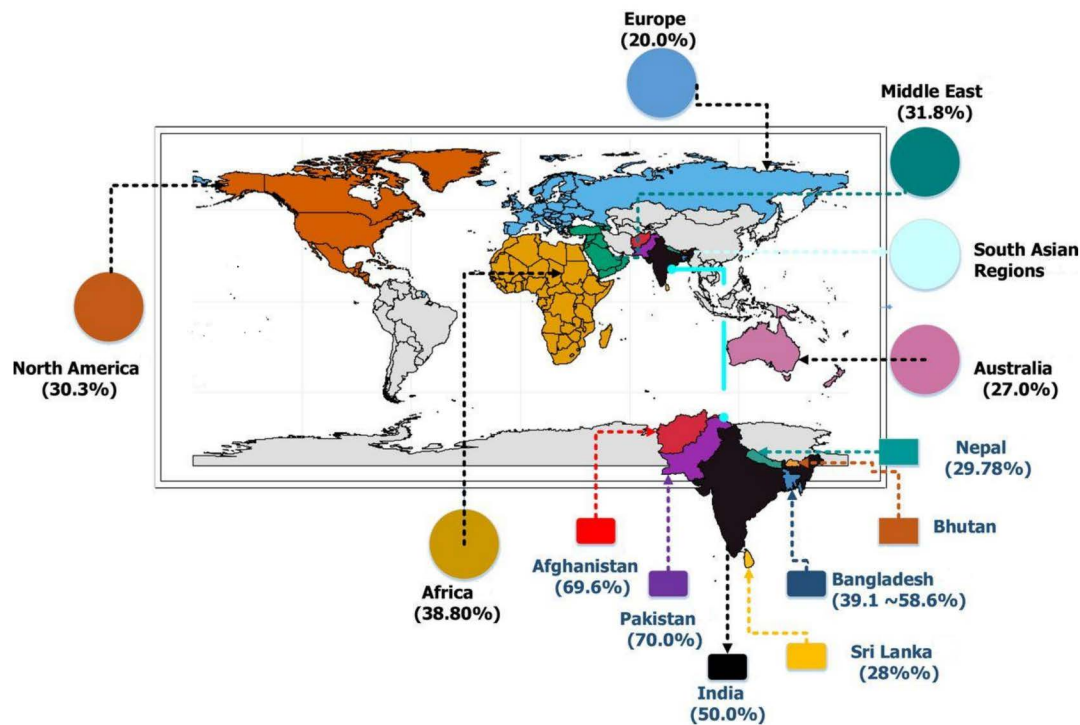 Europe
(20.0%)
Middle East
(31.8%)
South Asian
Regions
North America
(30.3%)
Australia
(27.0%)
Nepal
(29.78%)
Bhutan
Afghanistan
(69.6%)
Bangladesh
(39.1 ~58.6%)
Africa
(38.80%)
Pakistan
(70.0%)
Sri Lanka
(28%%)
India
(50.0%)